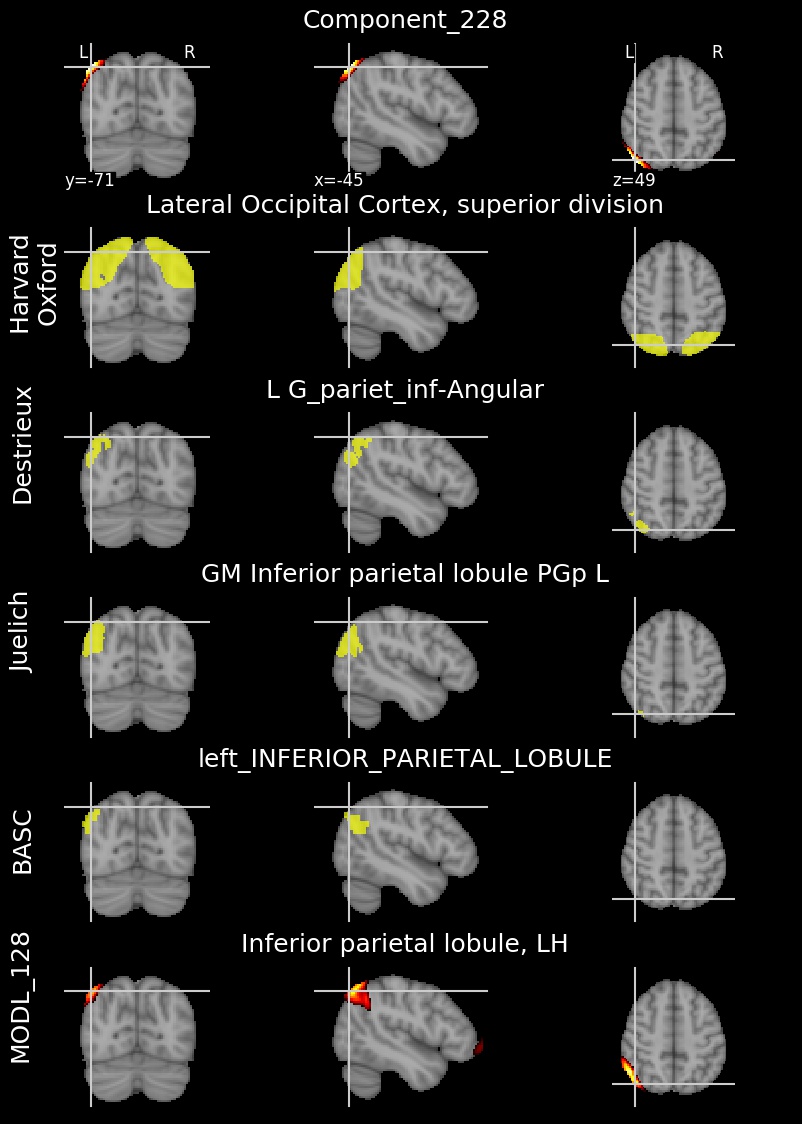 Component_228
L R
L R
y=-71 x=-45 z=49
Lateral Occipital Cortex, superior division
Harvard
Oxford
L G_pariet_inf-Angular
Destrieux
GM Inferior parietal lobule PGp L
Juelich
left_INFERIOR_PARIETAL_LOBULE
BASC
Inferior parietal lobule, LH
MODL_128